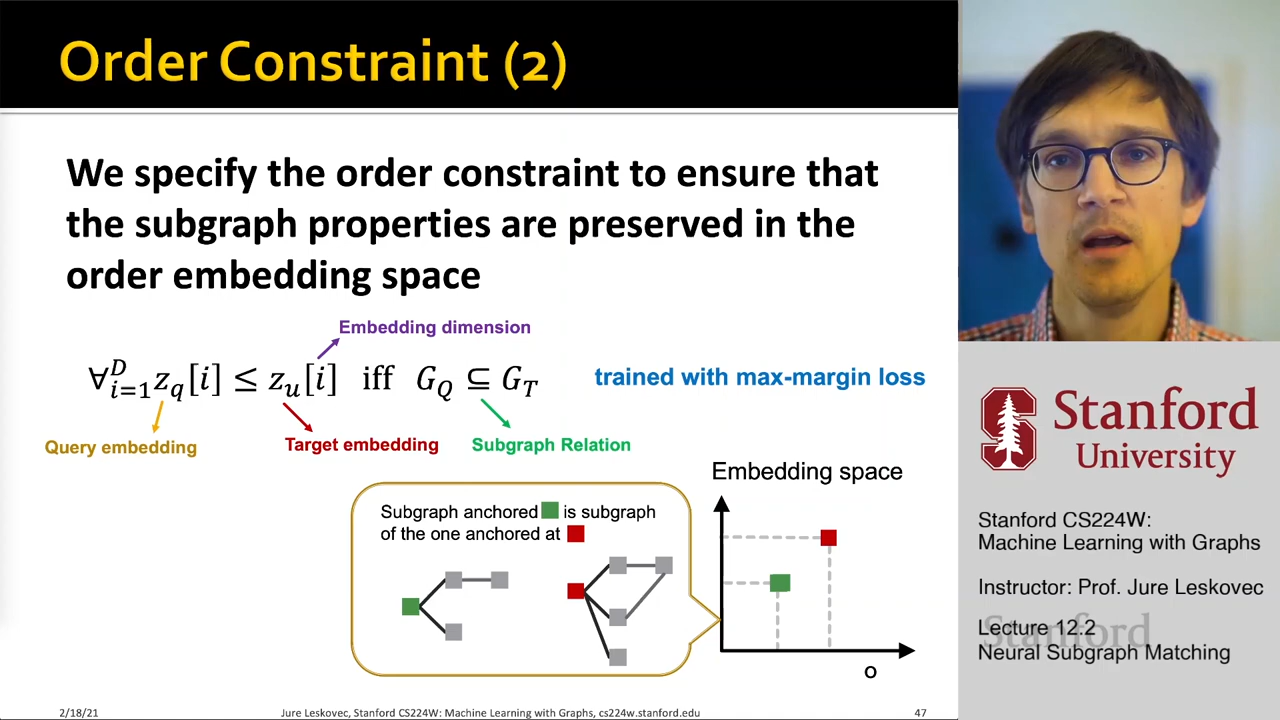 Order Constraint (2)
We specify the order constraint to ensure that
the subgraph properties are preserved in the
order embedding space
Embedding dimension
∀_{i=1}^{D} z_q[i] ≤ z_u[i] iff G_Q ⊆ G_T
trained with max-margin loss
Query embedding
Target embedding
Subgraph Relation
Embedding space
Subgraph anchored is subgraph
of the one anchored at
o
2/18/21
Jure Leskovec, Stanford CS224W: Machine Learning with Graphs, cs224w.stanford.edu
47
Stanford
University
Stanford CS224W:
Machine Learning with Graphs
Instructor: Prof. Jure Leskovec
Lecture 12.2
Neural Subgraph Matching
Stanford